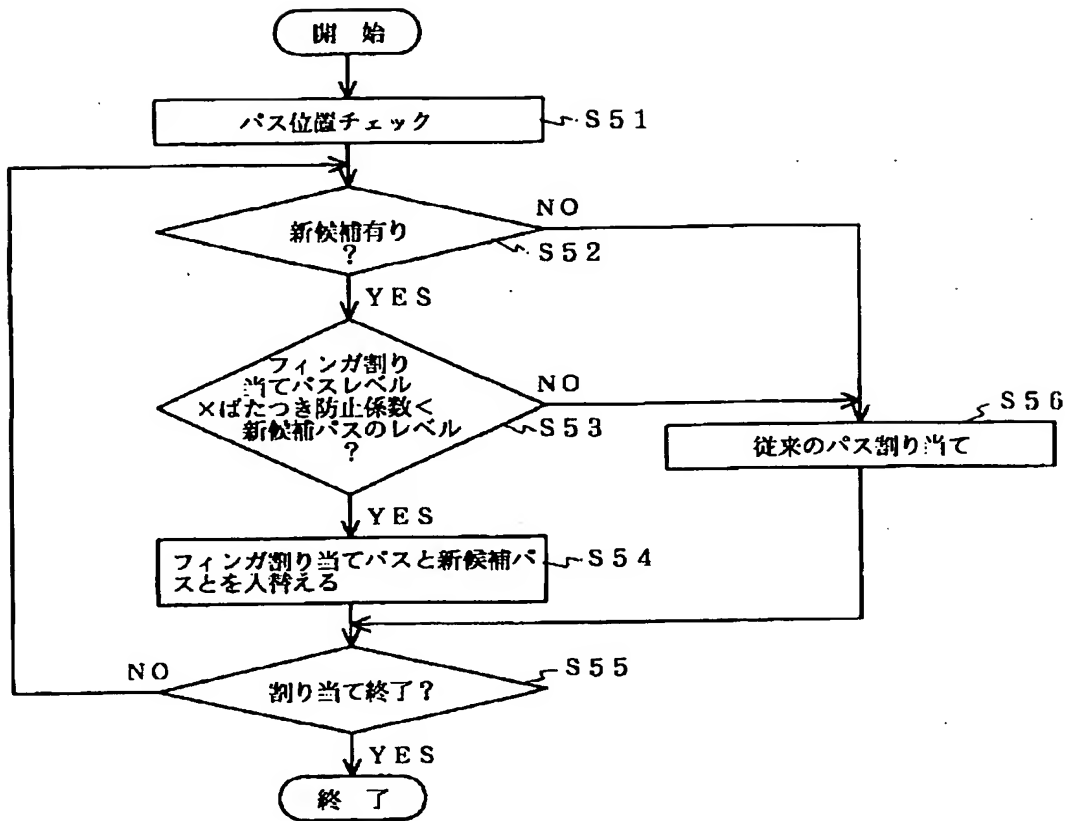 開 始
パス位置チェック
S51
新候補有り
?
NO
S52
YES
フィンガ割り
当てパスレベル
×ばたつき防止係数<
新候補パスのレベル
?
NO
S53
S56
従来のパス割り当て
YES
フィンガ割り当てパスと新候補パ
スとを入替える
S54
NO
割り当て終了?
S55
YES
終 了